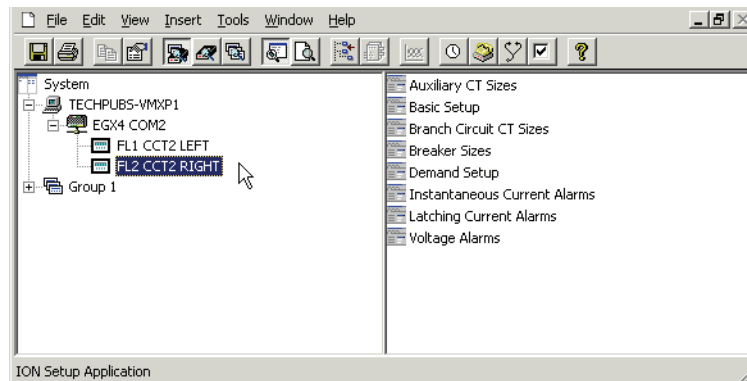 File Edit View Insert Tools Window Help
System
TECHPUBS-VMXP1
EGX4 COM2
FL1 CCT2 LEFT
FL2 CCT2 RIGHT
Group 1
Auxiliary CT Sizes
Basic Setup
Branch Circuit CT Sizes
Breaker Sizes
Demand Setup
Instantaneous Current Alarms
Latching Current Alarms
Voltage Alarms
ION Setup Application